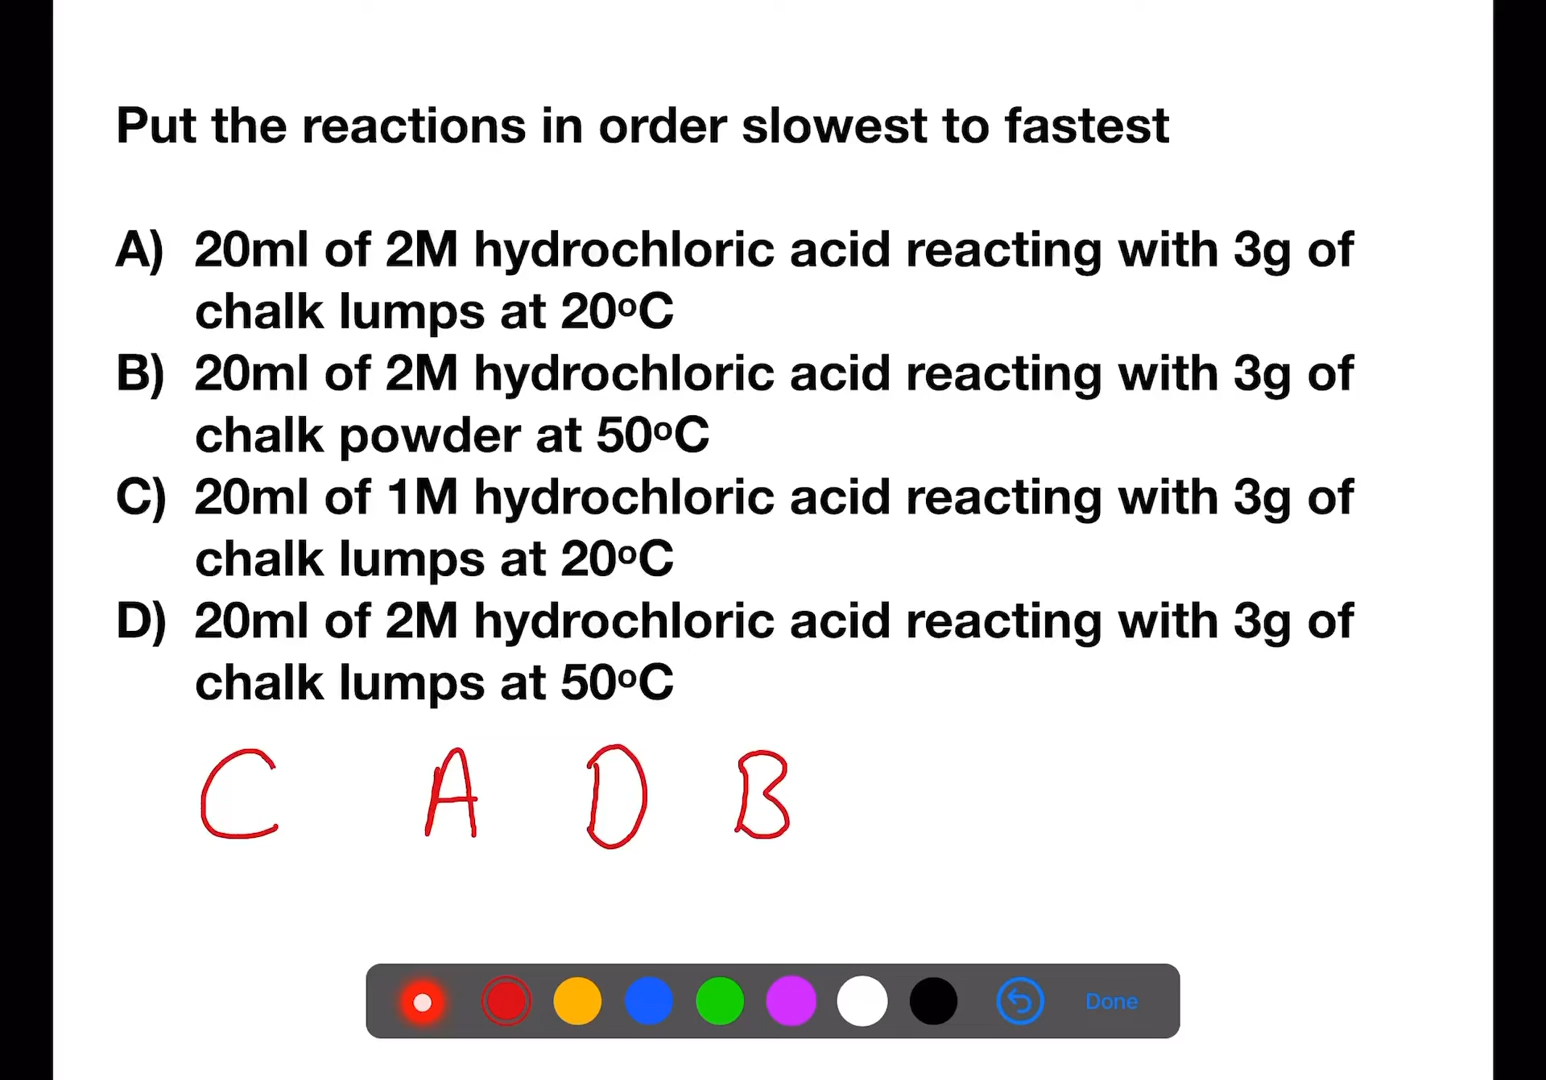 Put the reactions in order slowest to fastest
A) 20ml of 2M hydrochloric acid reacting with 3g of
chalk lumps at 20ºC
B) 20ml of 2M hydrochloric acid reacting with 3g of
chalk powder at 50ºC
C) 20ml of 1M hydrochloric acid reacting with 3g of
chalk lumps at 20ºC
D) 20ml of 2M hydrochloric acid reacting with 3g of
chalk lumps at 50ºC
C A D B
Done